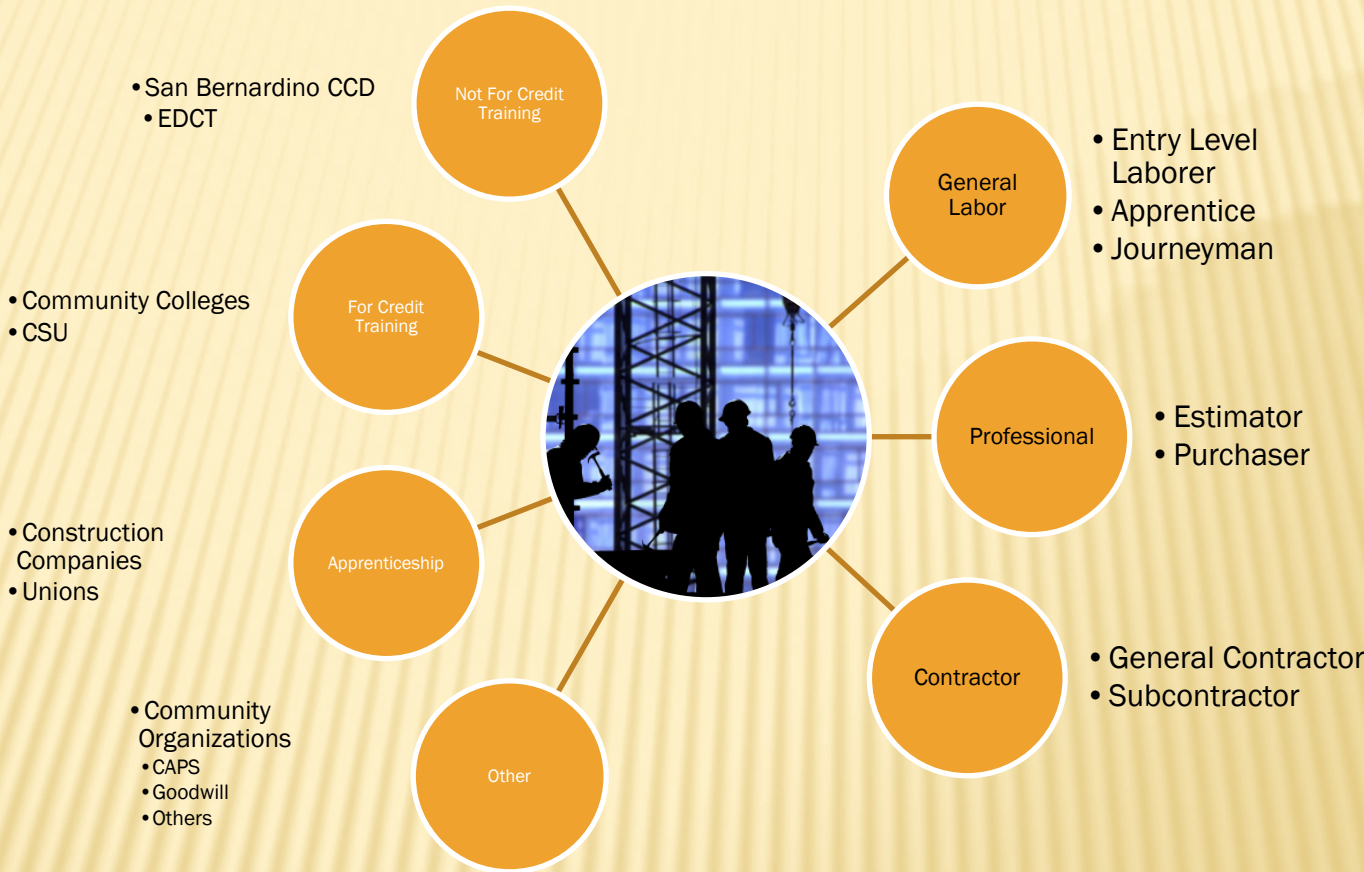 • San Bernardino CCD
• EDCT
Not For Credit
Training
• Community Colleges
• CSU
For Credit
Training
• Construction
Companies
• Unions
Apprenticeship
• Community
Organizations
• CAPS
• Goodwill
• Others
Other
General
Labor
• Entry Level
Laborer
• Apprentice
• Journeyman
Professional
• Estimator
• Purchaser
Contractor
• General Contractor
• Subcontractor